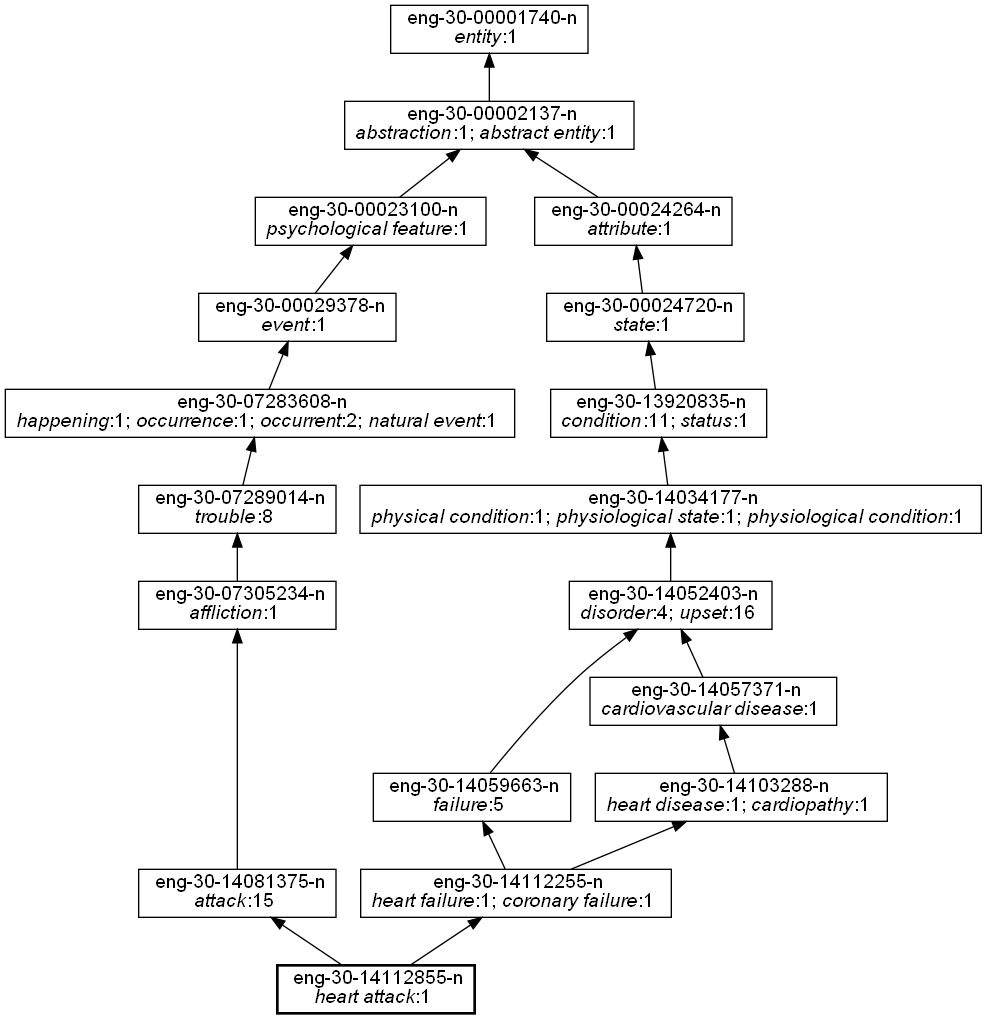 eng-30-00001740-n
entity:1
eng-30-00002137-n
abstraction:1; abstract entity:1
eng-30-00023100-n
psychological feature:1
eng-30-00024264-n
attribute:1
eng-30-00029378-n
event:1
eng-30-00024720-n
state:1
eng-30-07283608-n
happening:1; occurrence:1; occurrent:2; natural event:1
eng-30-13920835-n
condition:11; status:1
eng-30-07289014-n
trouble:8
eng-30-14034177-n
physical condition:1; physiological state:1; physiological condition:1
eng-30-07305234-n
affliction:1
eng-30-14052403-n
disorder:4; upset:16
eng-30-14057371-n
cardiovascular disease:1
eng-30-14059663-n
failure:5
eng-30-14103288-n
heart disease:1; cardiopathy:1
eng-30-14081375-n
attack:15
eng-30-14112255-n
heart failure:1; coronary failure:1
eng-30-14112855-n
heart attack:1